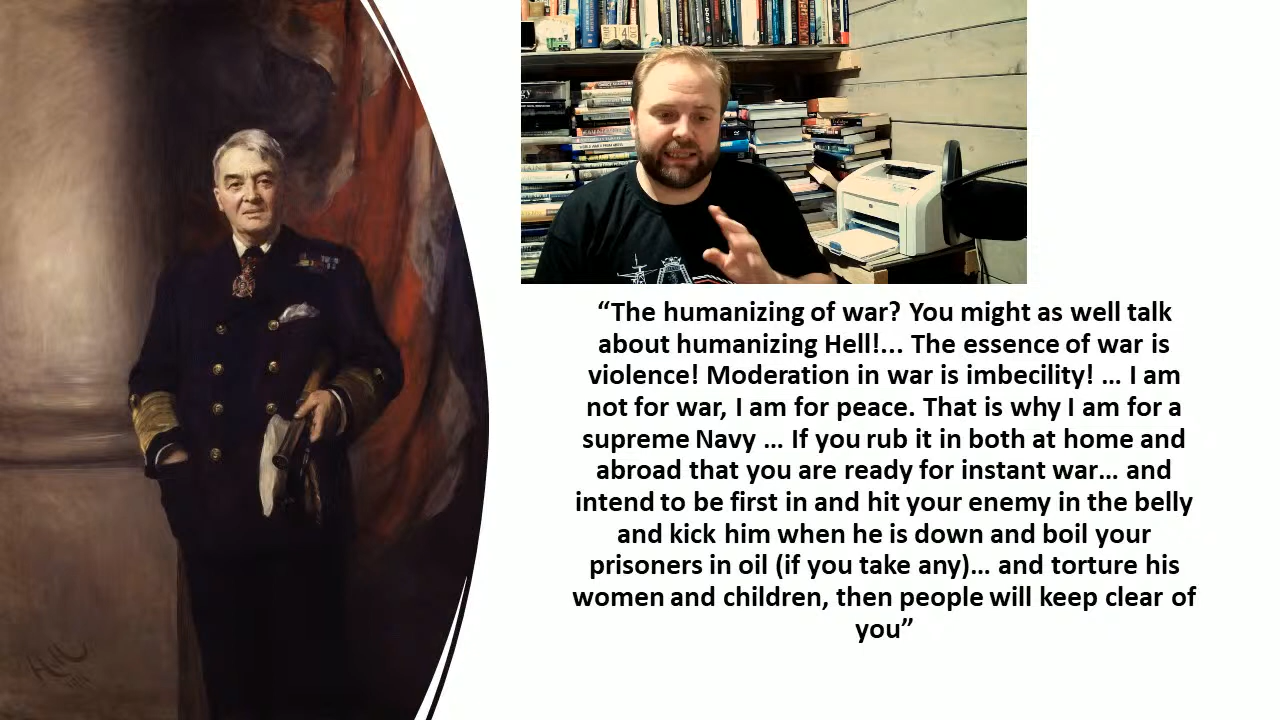 14
“The humanizing of war? You might as well talk
about humanizing Hell!... The essence of war is
violence! Moderation in war is imbecility! ... I am
not for war, I am for peace. That is why I am for a
supreme Navy ... If you rub it in both at home and
abroad that you are ready for instant war... and
intend to be first in and hit your enemy in the belly
and kick him when he is down and boil your
prisoners in oil (if you take any)... and torture his
women and children, then people will keep clear of
you”